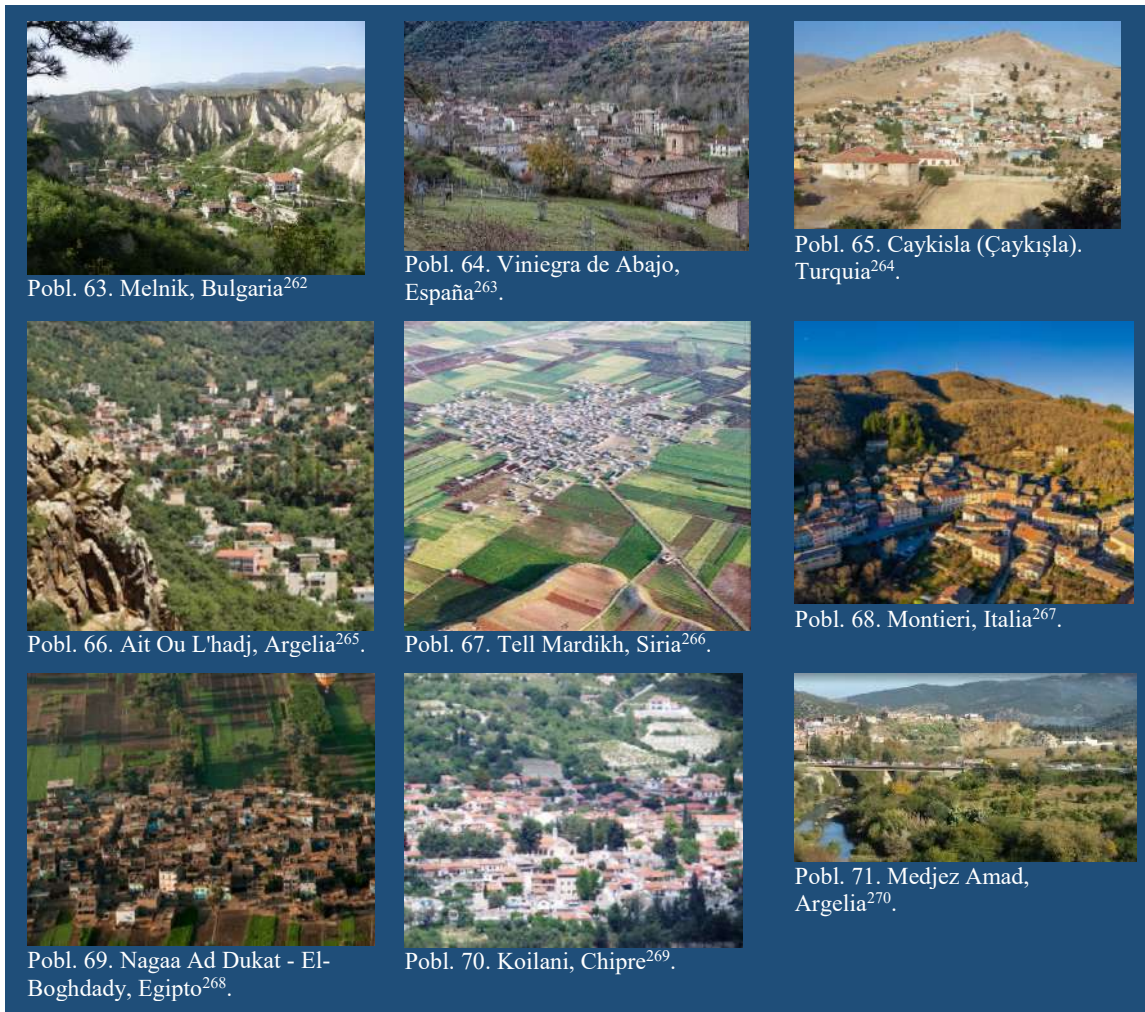 Pobl. 63. Melnik, Bulgaria²⁶²
Pobl. 64. Viniegra de Abajo,
España²⁶³.
Pobl. 65. Caykisla (Çaykışla).
Turquia²⁶⁴.
Pobl. 66. Ait Ou L'hadj, Argelia²⁶⁵.
Pobl. 67. Tell Mardikh, Siria²⁶⁶.
Pobl. 68. Montieri, Italia²⁶⁷.
Pobl. 69. Nagaa Ad Dukat - El-
Boghdady, Egipto²⁶⁸.
Pobl. 70. Koilani, Chipre²⁶⁹.
Pobl. 71. Medjez Amad,
Argelia²⁷⁰.